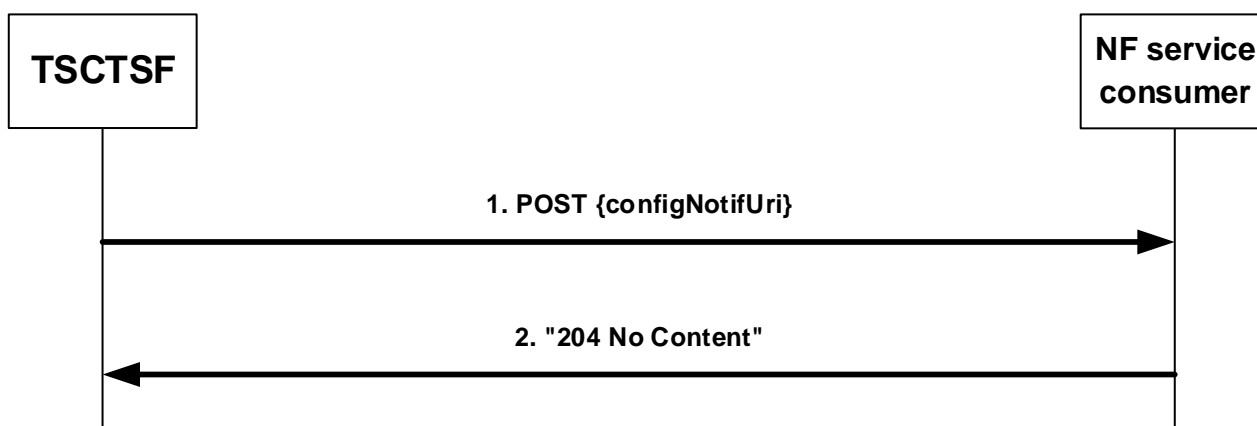 TSCTSF
NF service
consumer
1. POST {configNotifUri}
2. "204 No Content"